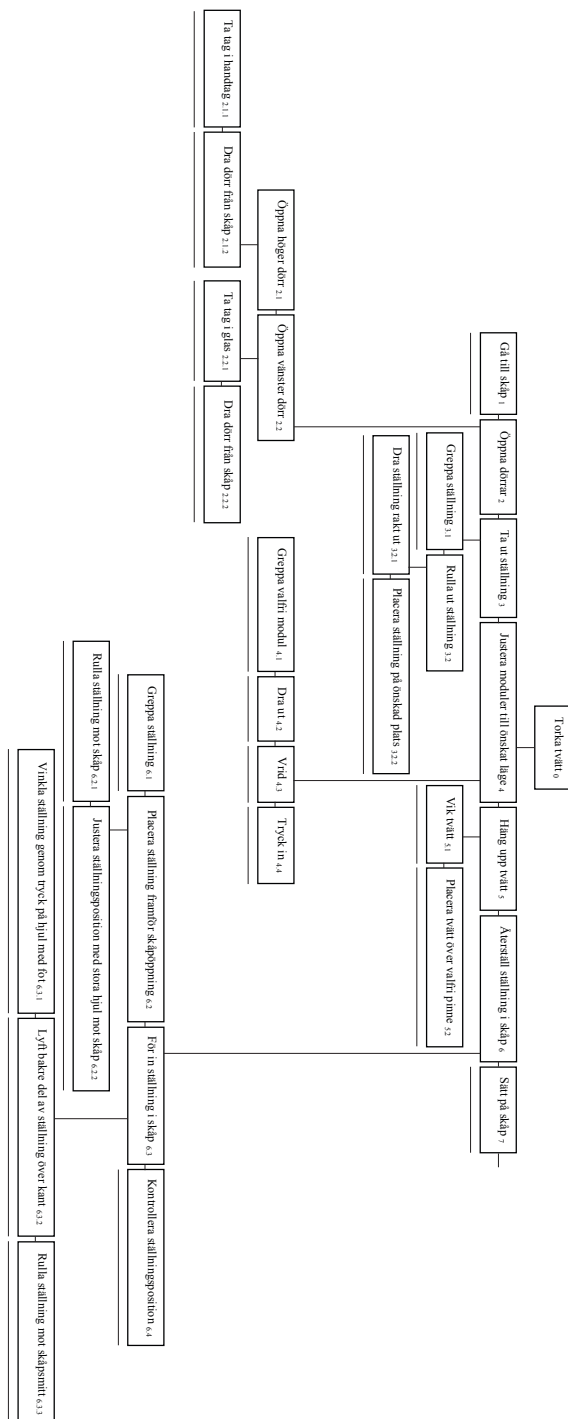 Torka tvätt 0
Gå till skåp 1
Öppna dörrar 2
Ta ut ställning 3
Justera moduler till önskat läge 4
Häng upp tvätt 5
Återställ ställning i skåp 6
Sätt på skåp 7
Greppa ställning 3.1
Rulla ut ställning 3.2
Vik tvätt 5.1
Placera tvätt över valfri pinne 5.2
Dra ställning rakt ut 3.2.1
Placera ställning på önskad plats 3.2.2
Öppna höger dörr 2.1
Öppna vänster dörr 2.2
Greppa valfri modul 4.1
Dra ut 4.2
Vrid 4.3
Tryck in 4.4
Ta tag i handtag 2.1.1
Dra dörr från skåp 2.1.2
Ta tag i glas 2.2.1
Dra dörr från skåp 2.2.2
Greppa ställning 6.1
Placera ställning framför skåpöppning 6.2
För in ställning i skåp 6.3
Kontrollera ställningsposition 6.4
Rulla ställning mot skåp 6.2.1
Justera ställningsposition med stora hjul mot skåp 6.2.2
Vinkla ställning genom tryck på hjul med fot 6.3.1
Lyft bakre del av ställning över kant 6.3.2
Rulla ställning mot skåpsmitt 6.3.3